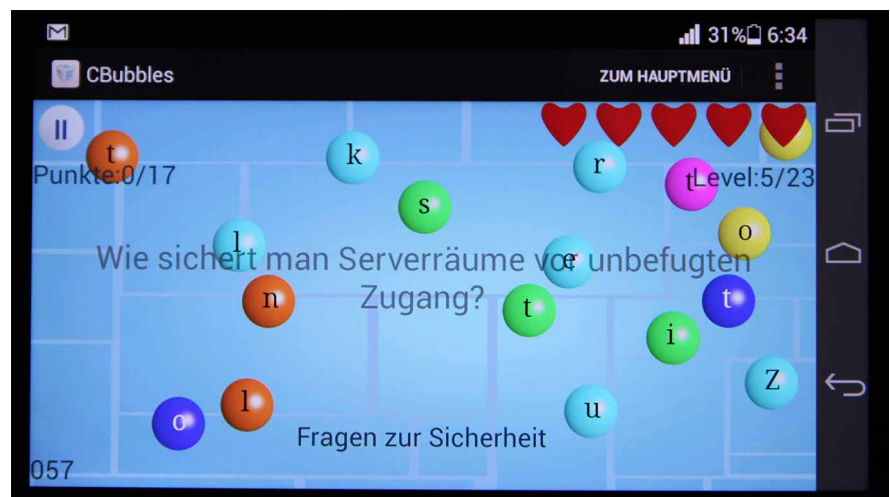 31% 6:34
CBubbles
ZUM HAUPTMENÜ
t
k
r
t
Punkte:0/17
Level:5/23
s
l
o
e
Wie sichert man Serverräume vor unbefugten
Zugang?
n
t
t
i
Z
l
u
o
Fragen zur Sicherheit
057